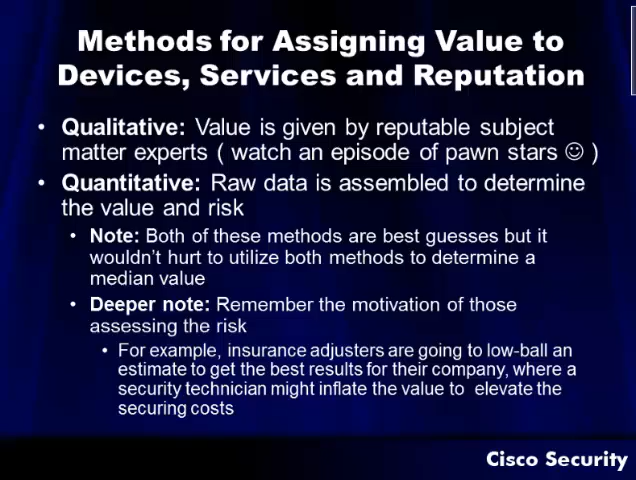 Methods for Assigning Value to
Devices, Services and Reputation
• Qualitative: Value is given by reputable subject
matter experts ( watch an episode of pawn stars ☺ )
• Quantitative: Raw data is assembled to determine
the value and risk
• Note: Both of these methods are best guesses but it
wouldn't hurt to utilize both methods to determine a
median value
• Deeper note: Remember the motivation of those
assessing the risk
• For example, insurance adjusters are going to low-ball an
estimate to get the best results for their company, where a
security technician might inflate the value to elevate the
securing costs
Cisco Security